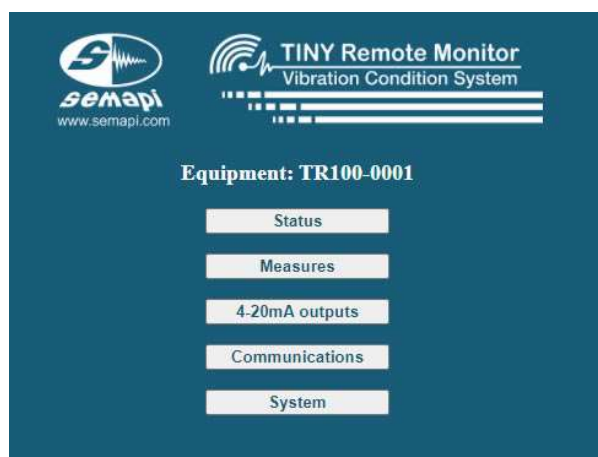 S
semapi
www.semapi.com
TINY Remote Monitor
Vibration Condition System
Equipment: TR100-0001
Status
Measures
4-20mA outputs
Communications
System